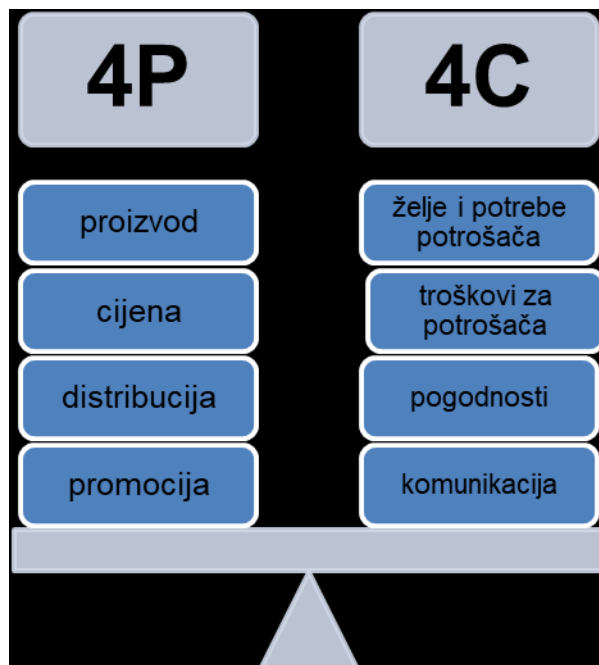 4P
4C
proizvod
cijena
distribucija
promocija
želje i potrebe
potrošača
troškovi za
potrošača
pogodnosti
komunikacija